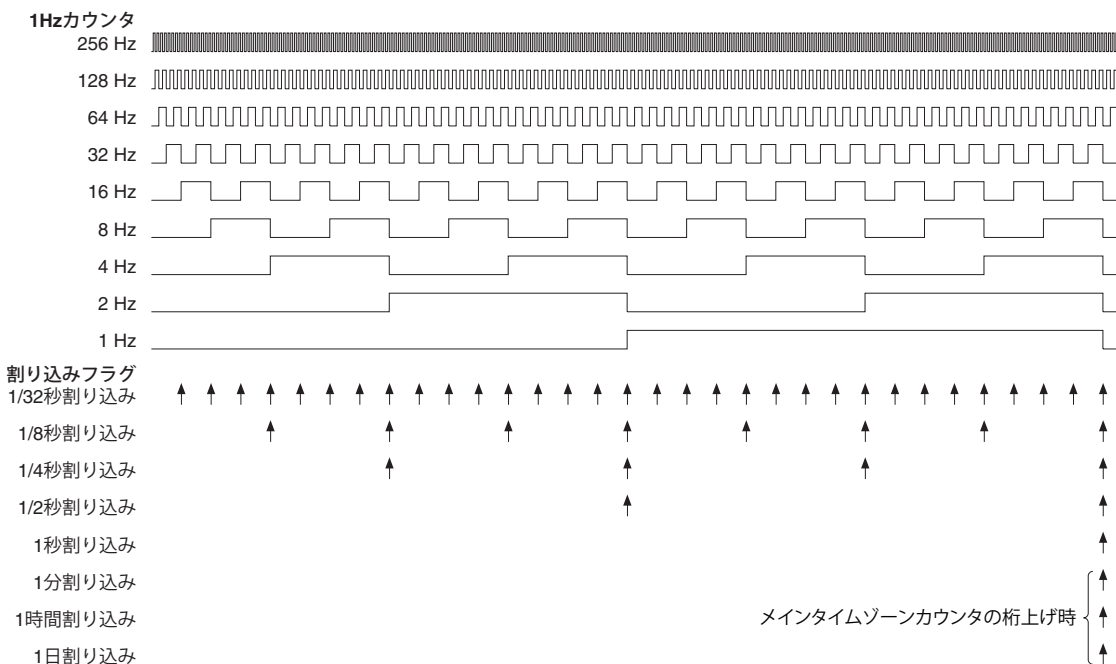 1Hzカウンタ
256 Hz
128 Hz
64 Hz
32 Hz
16 Hz
8 Hz
4 Hz
2 Hz
1 Hz
割り込みフラグ
1/32秒割り込み
1/8秒割り込み
1/4秒割り込み
1/2秒割り込み
1秒割り込み
1分割り込み
1時間割り込み
メインタイムゾーンカウンタの桁上げ時
1日割り込み